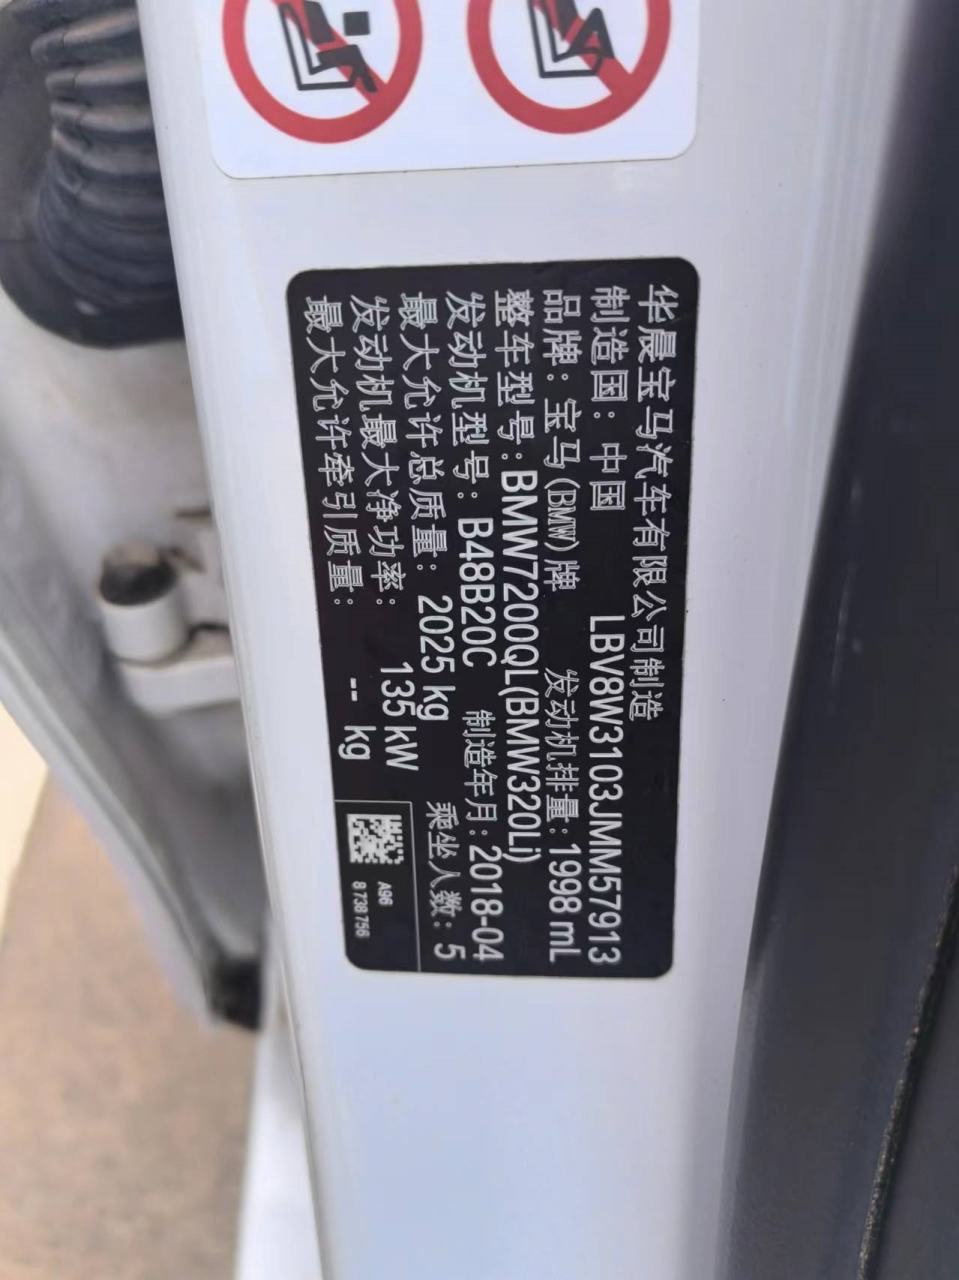 华晨宝马汽车有限公司制造
制造国：中国 LBV8W3103JMM57913
品牌：宝马(BMW)牌 发动机排量：1998 mL
整车型号：BMW7200QL(BMW320Li)
发动机型号：B48B20C 制造年月：2018-04
最大允许总质量：2025 kg 乘坐人数：5
发动机最大净功率：135 kW
最大允许牵引质量：-- kg
A96
8 738 756